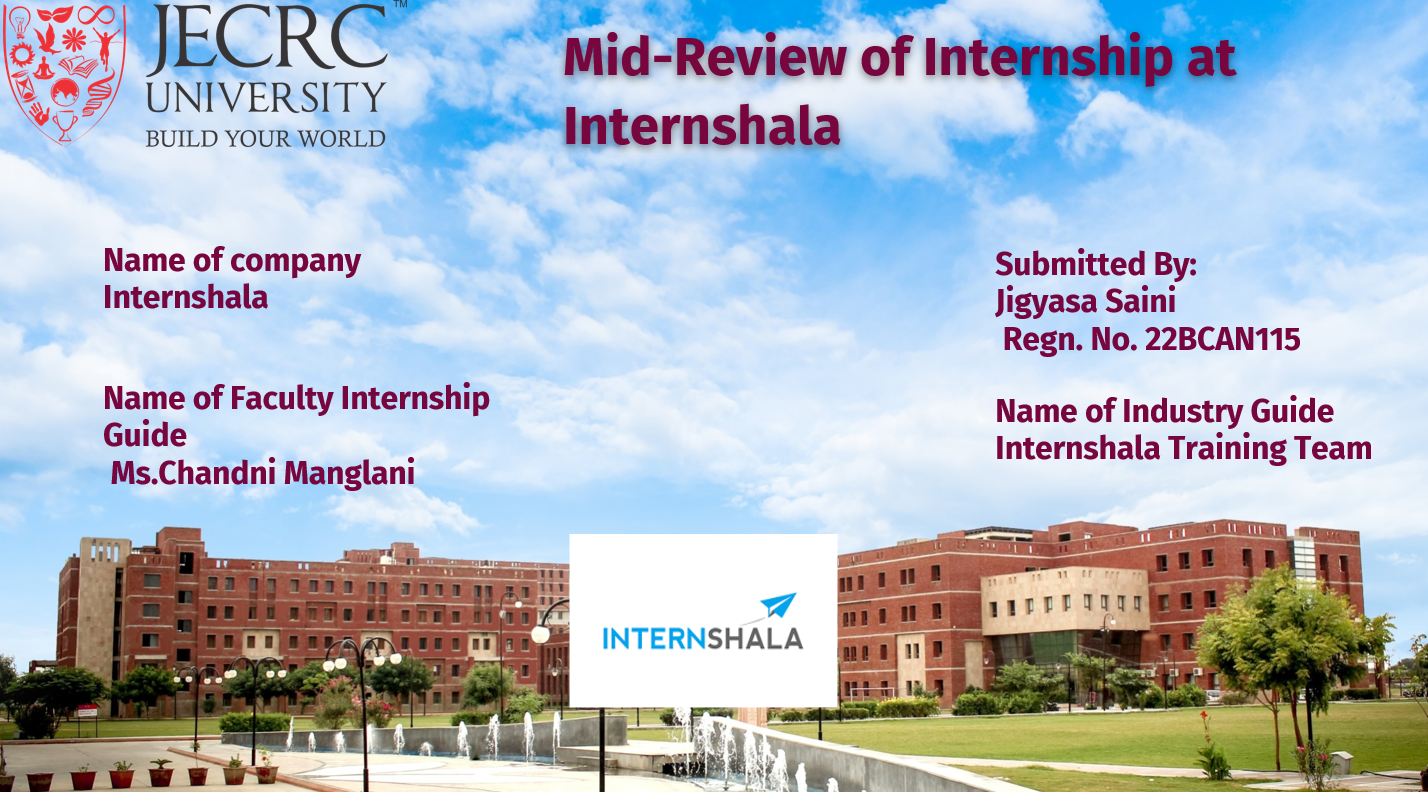 JECRC
TM
UNIVERSITY
BUILD YOUR WORLD
Mid-Review of Internship at
Internshala
Name of company
Internshala
Name of Faculty Internship
Guide
Ms.Chandni Manglani
Submitted By:
Jigyasa Saini
Regn. No. 22BCAN115
Name of Industry Guide
Internshala Training Team
INTERNSHALA